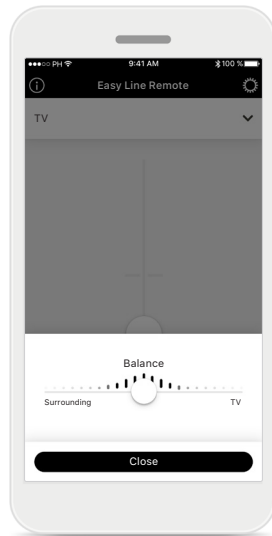 ●●●○○ PH 9:41 AM 100 %
Easy Line Remote
TV
Balance
Surrounding TV
Close